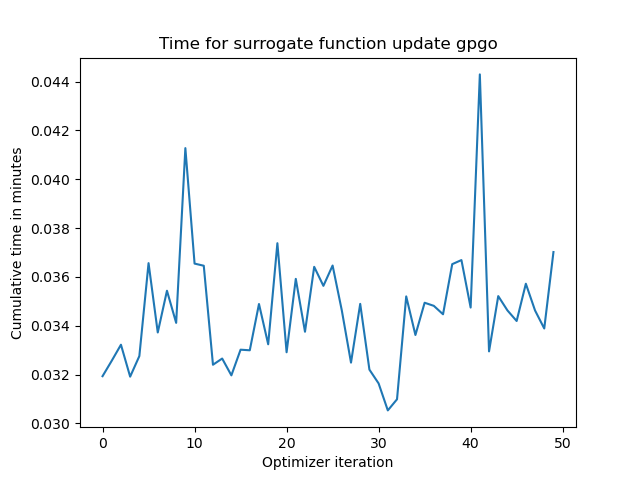 Time for surrogate function update gpgo
Cumulative time in minutes
0.044
0.042
0.040
0.038
0.036
0.034
0.032
0.030
0 10 20 30 40 50
Optimizer iteration